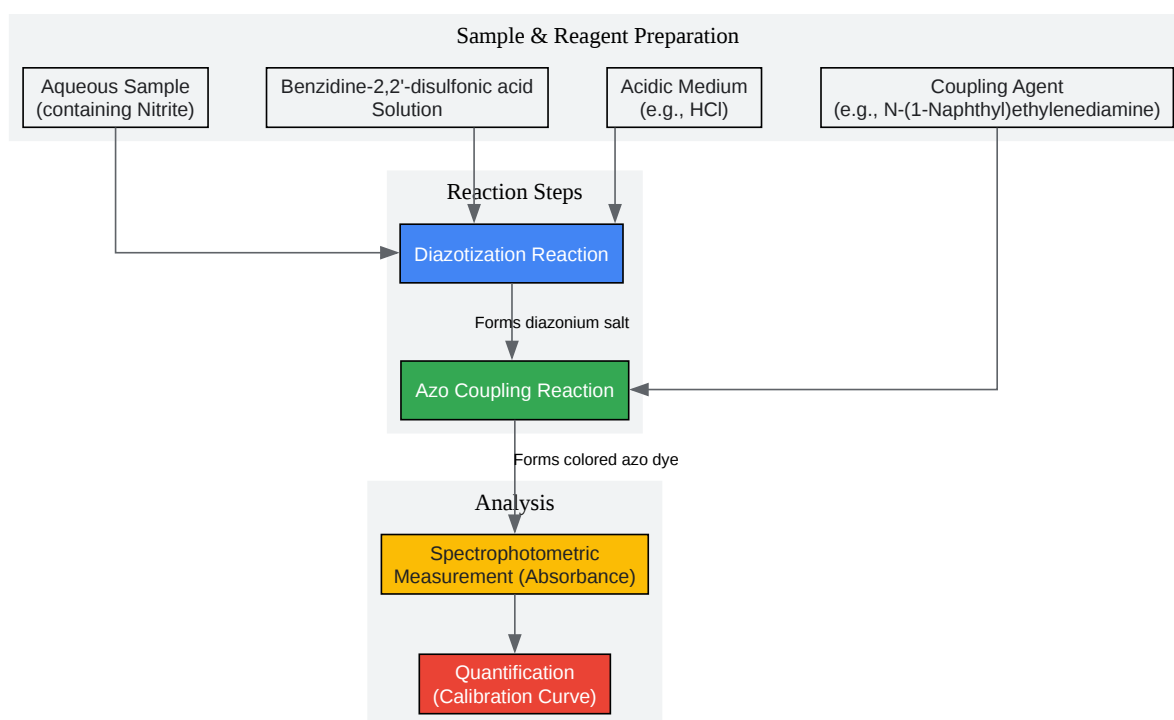 Sample & Reagent Preparation
Aqueous Sample
(containing Nitrite)
Benzidine-2,2'-disulfonic acid
Solution
Acidic Medium
(e.g., HCl)
Coupling Agent
(e.g., N-(1-Naphthyl)ethylenediamine)
Reaction Steps
Diazotization Reaction
Forms diazonium salt
Azo Coupling Reaction
Forms colored azo dye
Analysis
Spectrophotometric
Measurement (Absorbance)
Quantification
(Calibration Curve)